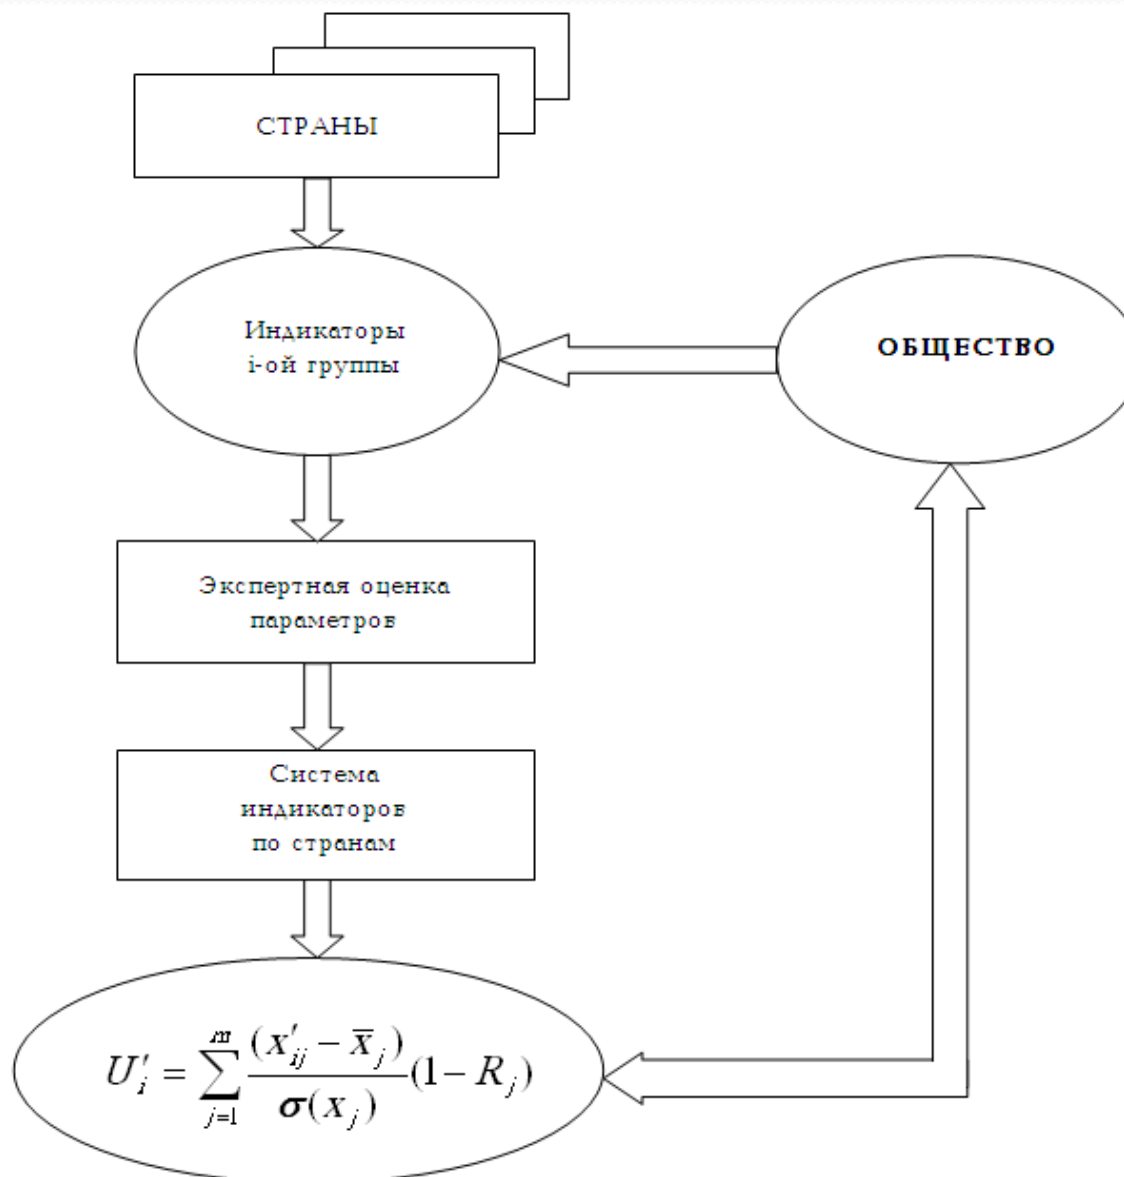 СТРАНЫ
Индикаторы
i-ой группы
ОБЩЕСТВО
Экспертная оценка
параметров
Система
индикаторов
по странам
$U'_i = \sum_{j=1}^{m} \frac{(x'_{ij} - \overline{x}_j)}{\sigma(x_j)} (1 - R_j)$